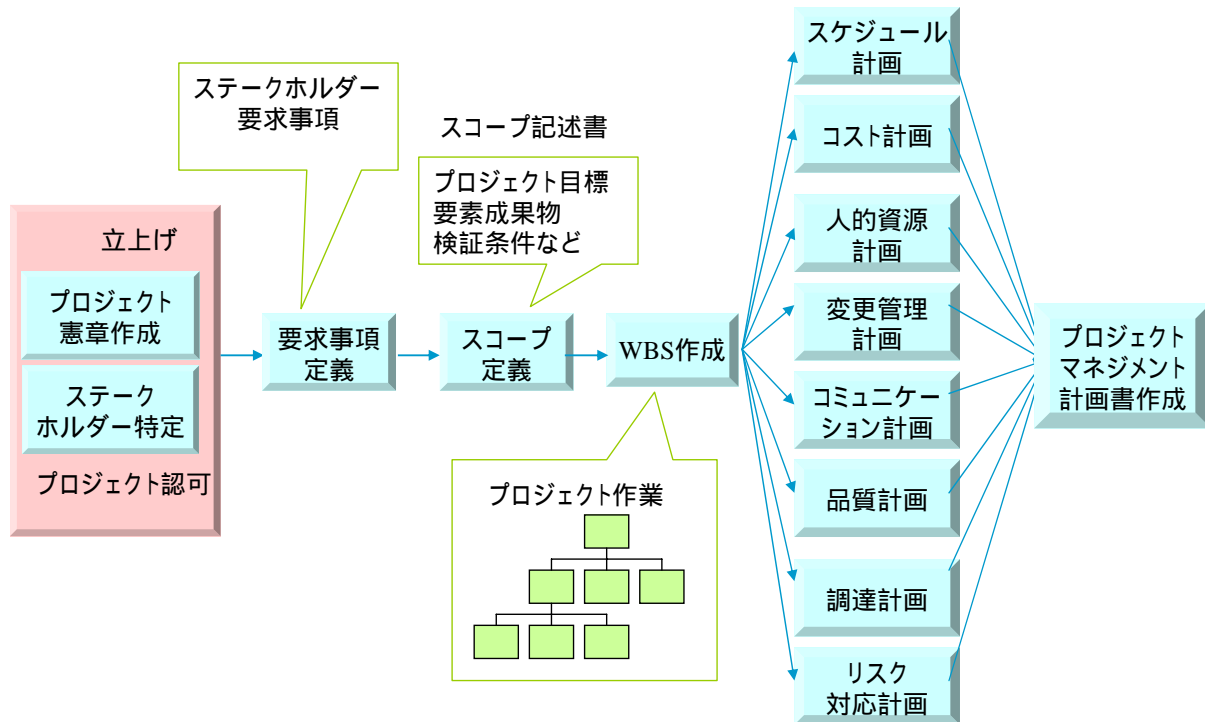 立上げ
プロジェクト
憲章作成
ステーク
ホルダー特定
プロジェクト認可
ステークホルダー
要求事項
要求事項
定義
スコープ記述書
プロジェクト目標
要素成果物
検証条件など
スコープ
定義
WBS作成
プロジェクト作業
スケジュール
計画
コスト計画
人的資源
計画
変更管理
計画
コミュニケー
ション計画
品質計画
調達計画
リスク
対応計画
プロジェクト
マネジメント
計画書作成